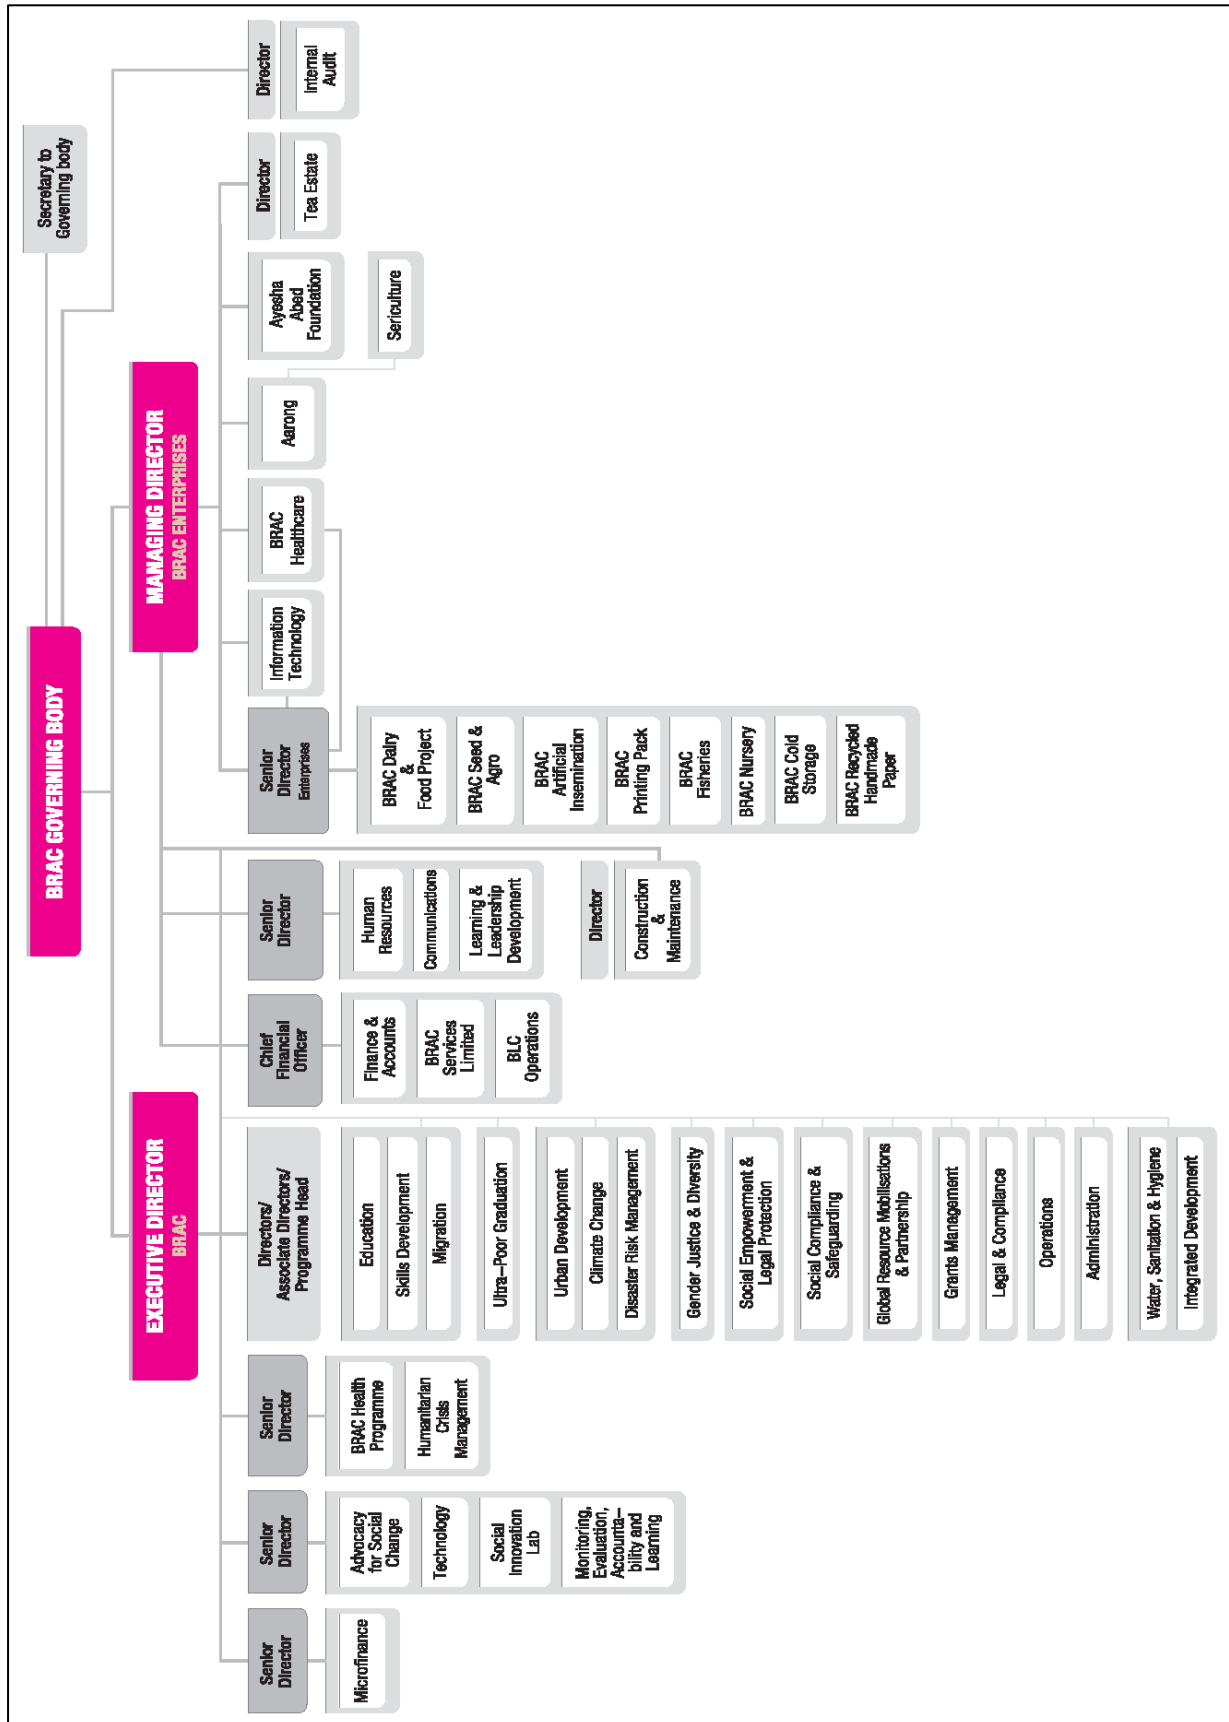 BRAC GOVERNING BODY
Secretary to
Governing body
EXECUTIVE DIRECTOR
BRAC
MANAGING DIRECTOR
BRAC ENTERPRISES
Senior
Director
Microfinance
Senior
Director
Advocacy
for Social
Change
Technology
Social
Innovation
Lab
Monitoring,
Evaluation,
Accounta–
bility and
Learning
Senior
Director
BRAC Health
Programme
Humanitarian
Crisis
Management
Directors/
Associate Directors/
Programme Head
Education
Skills Development
Migration
Ultra–Poor Graduation
Urban Development
Climate Change
Disaster Risk Management
Gender Justice & Diversity
Social Empowerment &
Legal Protection
Social Compliance &
Safeguarding
Global Resource Mobilisations
& Partnership
Grants Management
Legal & Compliance
Operations
Administration
Water, Sanitation & Hygiene
Integrated Development
Chief
Financial
Officer
Finance &
Accounts
BRAC
Services
Limited
BLC
Operations
Senior
Director
Human
Resources
Communications
Learning &
Leadership
Development
Director
Construction
&
Maintenance
Senior
Director
Enterprises
BRAC Dairy
&
Food Project
BRAC Seed &
Agro
BRAC
Artificial
Insemination
BRAC
Printing Pack
BRAC
Fisheries
BRAC Nursery
BRAC Cold
Storage
BRAC Recycled
Handmade
Paper
Information
Technology
BRAC
Healthcare
Aarong
Sericulture
Ayesha
Abed
Foundation
Director
Tea Estate
Director
Internal
Audit